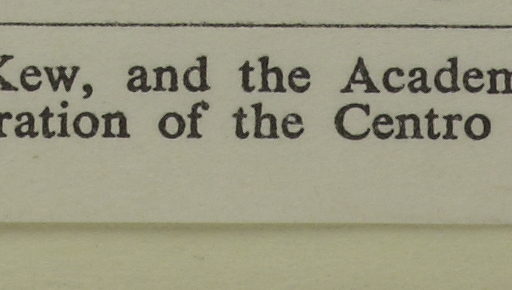 Kew, and the Academ
ration of the Centro